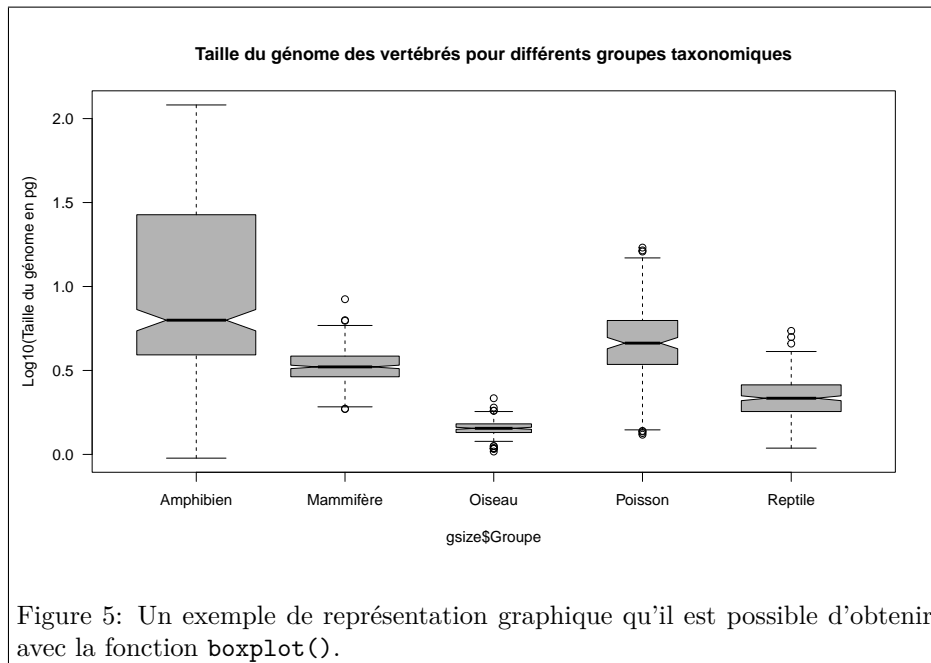 Taille du génome des vertébrés pour différents groupes taxonomiques
Log10(Taille du génome en pg)
2.0
1.5
1.0
0.5
0.0
Amphibien Mammifère Oiseau Poisson Reptile
gsize$Groupe
Figure 5: Un exemple de représentation graphique qu'il est possible d'obtenir
avec la fonction boxplot().